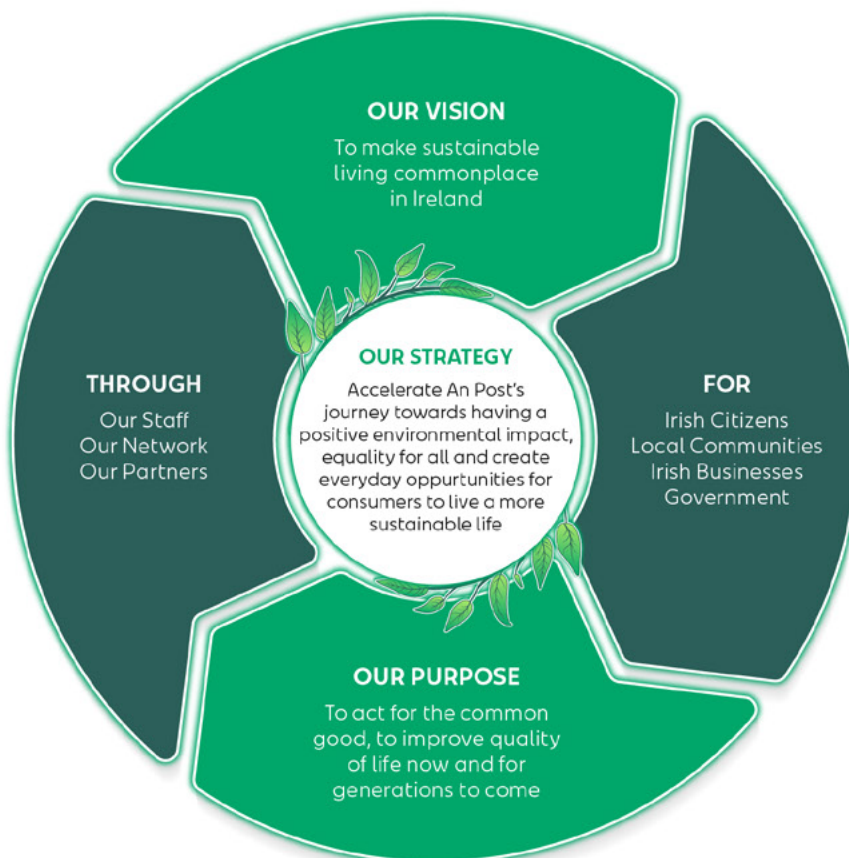 OUR VISION
To make sustainable
living commonplace
in Ireland
THROUGH
Our Staff
Our Network
Our Partners
OUR STRATEGY
Accelerate An Post's
journey towards having a
positive environmental impact,
equality for all and create
everyday oppurtunities for
consumers to live a more
sustainable life
FOR
Irish Citizens
Local Communities
Irish Businesses
Government
OUR PURPOSE
To act for the common
good, to improve quality
of life now and for
generations to come